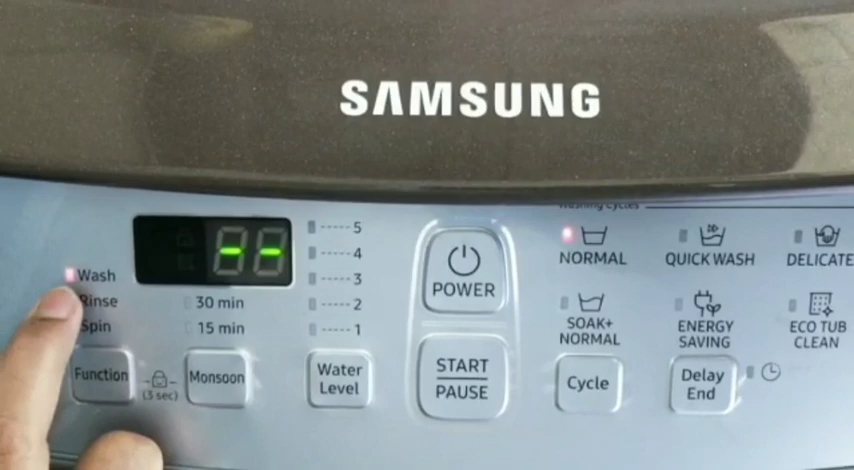 SAMSUNG
Washing Cycles
5
4
3
2
1
Wash
Rinse
Spin
30 min
15 min
--
Function
(3 sec)
Monsoon
Water
Level
POWER
START
PAUSE
NORMAL
QUICK WASH
DELICATE
SOAK+
NORMAL
ENERGY
SAVING
ECO TUB
CLEAN
Cycle
Delay
End